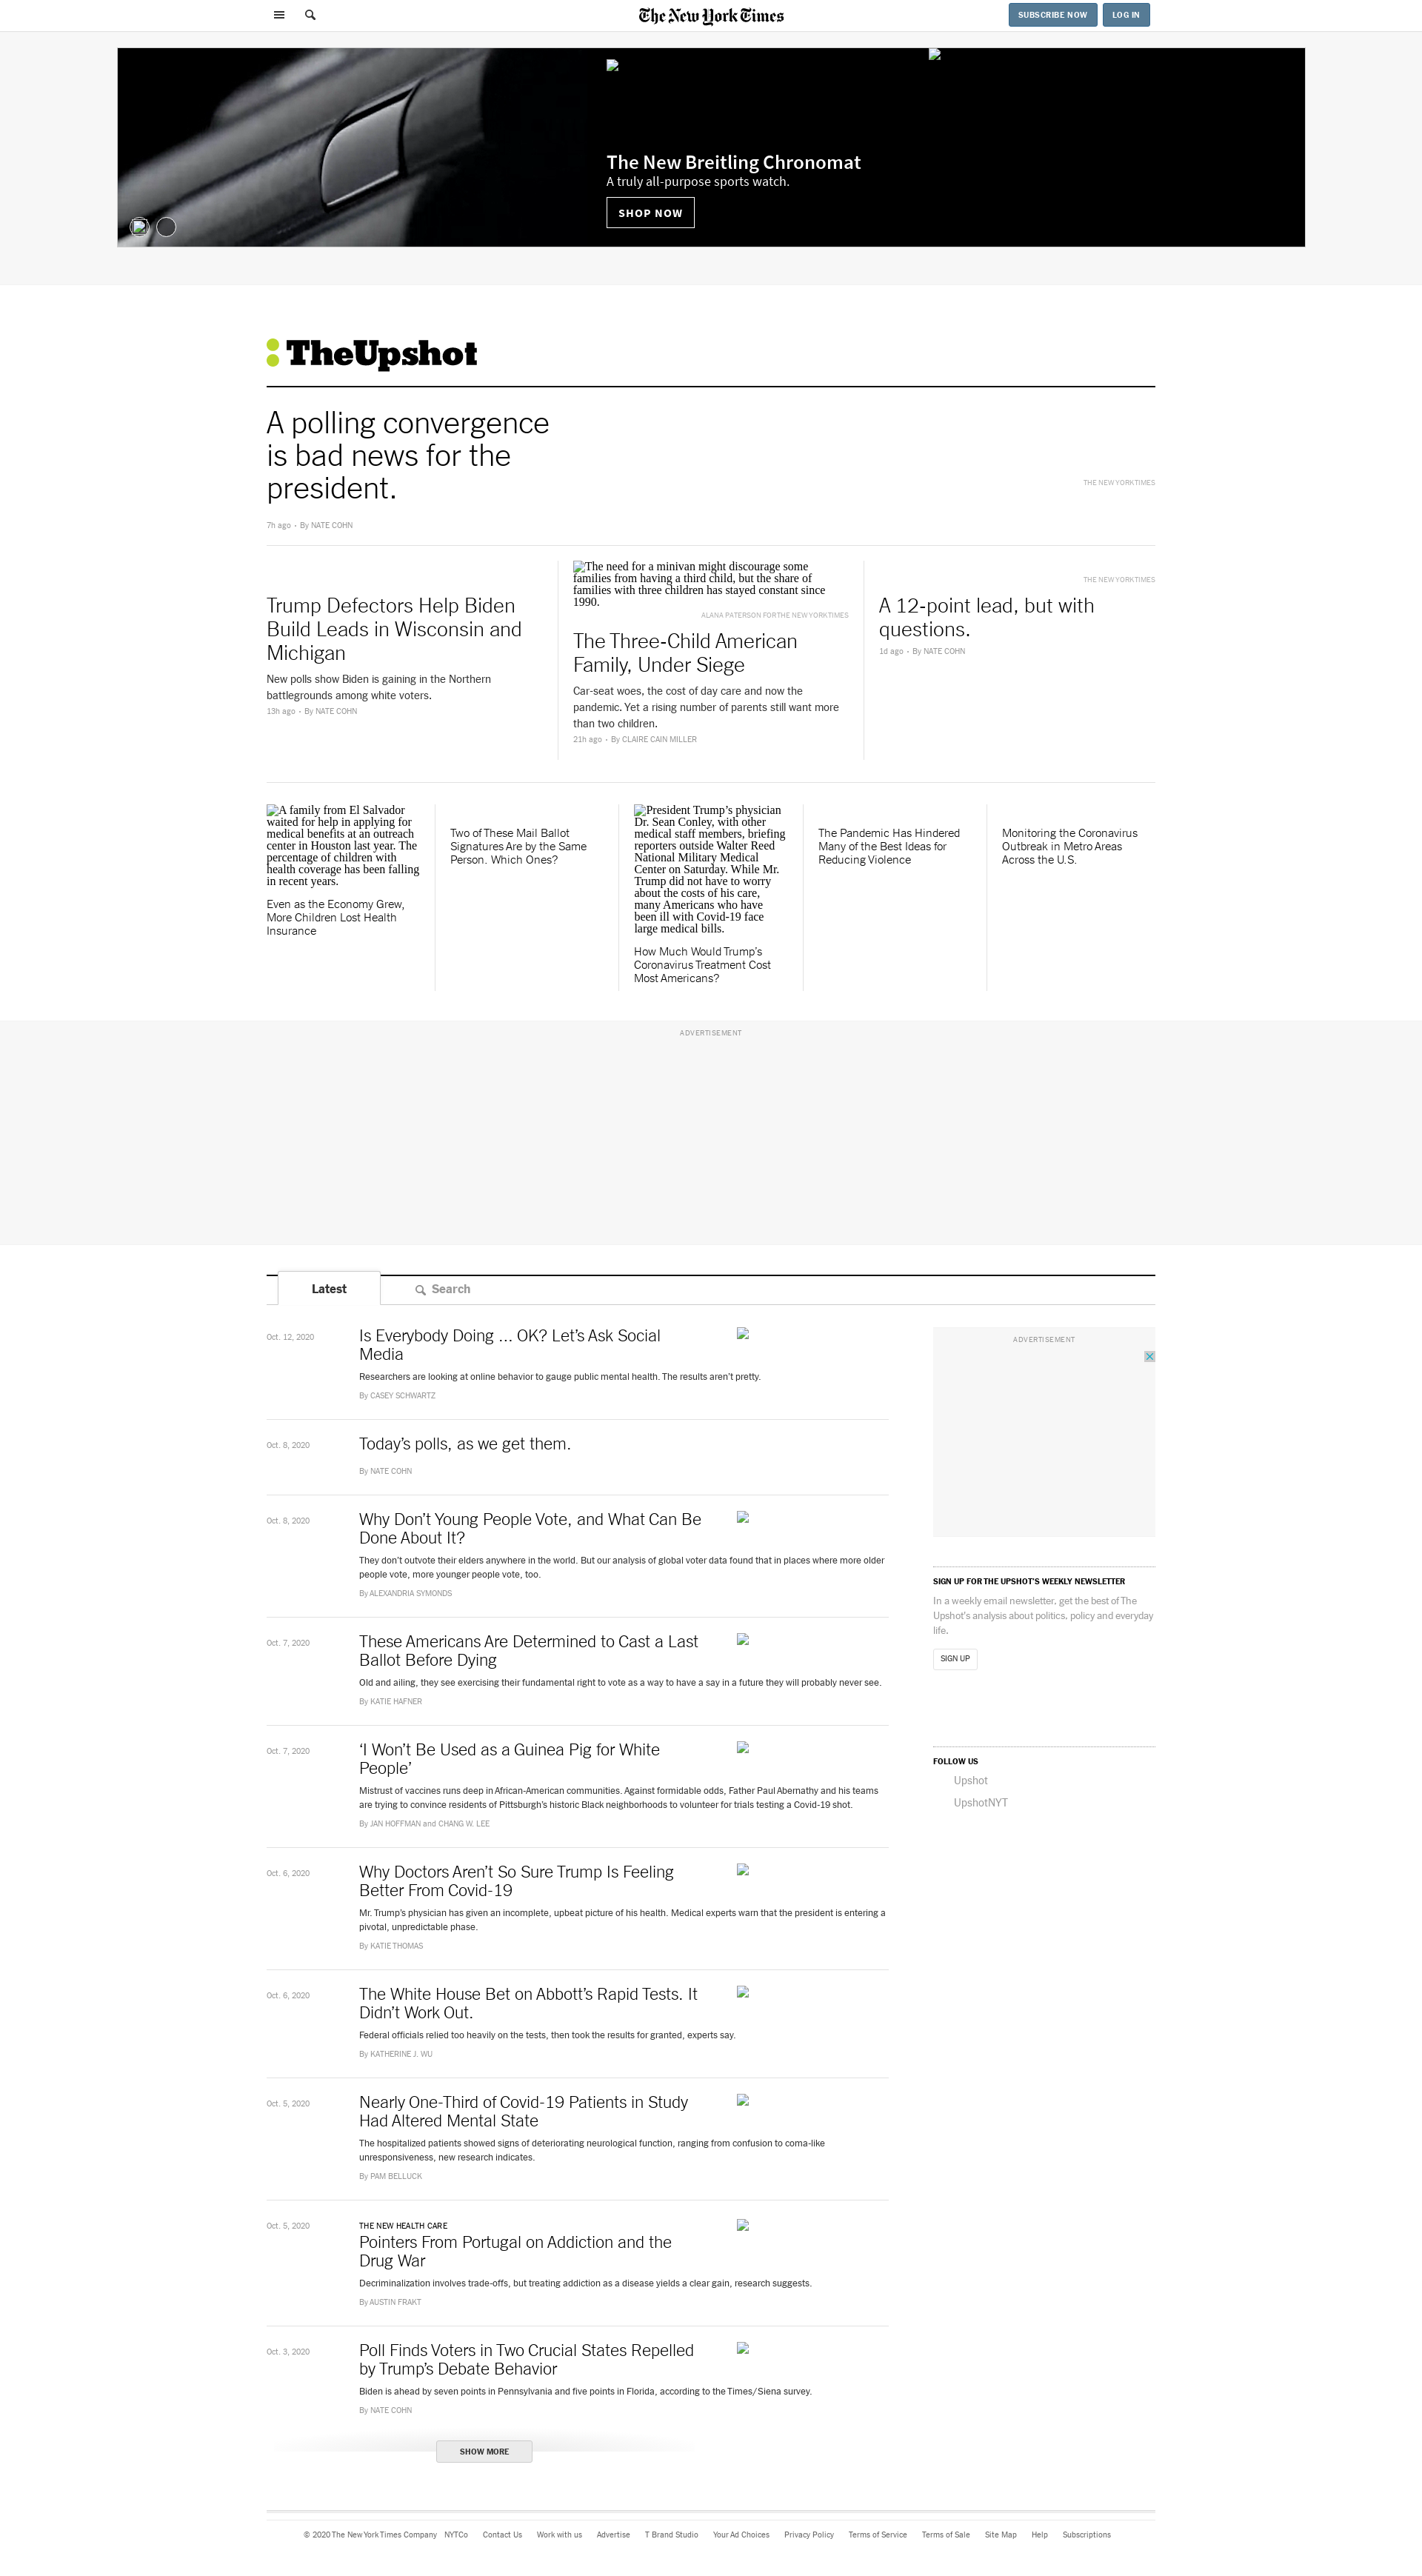 The New York Times
SUBSCRIBE NOW
LOG IN
The New Breitling Chronomat
A truly all-purpose sports watch.
SHOP NOW
TheUpshot
A polling convergence
is bad news for the
president.
THE NEW YORK TIMES
7h ago • By NATE COHN
Trump Defectors Help Biden
Build Leads in Wisconsin and
Michigan
New polls show Biden is gaining in the Northern
battlegrounds among white voters.
13h ago • By NATE COHN
The need for a minivan might discourage some
families from having a third child, but the share of
families with three children has stayed constant since
1990.
ALANA PATERSON FOR THE NEW YORK TIMES
The Three-Child American
Family, Under Siege
Car-seat woes, the cost of day care and now the
pandemic. Yet a rising number of parents still want more
than two children.
21h ago • By CLAIRE CAIN MILLER
THE NEW YORK TIMES
A 12-point lead, but with
questions.
1d ago • By NATE COHN
A family from El Salvador
waited for help in applying for
medical benefits at an outreach
center in Houston last year. The
percentage of children with
health coverage has been falling
in recent years.
Even as the Economy Grew,
More Children Lost Health
Insurance
Two of These Mail Ballot
Signatures Are by the Same
Person. Which Ones?
President Trump's physician
Dr. Sean Conley, with other
medical staff members, briefing
reporters outside Walter Reed
National Military Medical
Center on Saturday. While Mr.
Trump did not have to worry
about the costs of his care,
many Americans who have
been ill with Covid-19 face
large medical bills.
How Much Would Trump's
Coronavirus Treatment Cost
Most Americans?
The Pandemic Has Hindered
Many of the Best Ideas for
Reducing Violence
Monitoring the Coronavirus
Outbreak in Metro Areas
Across the U.S.
ADVERTISEMENT
Latest
Search
Oct. 12, 2020
Is Everybody Doing ... OK? Let's Ask Social
Media
Researchers are looking at online behavior to gauge public mental health. The results aren't pretty.
By CASEY SCHWARTZ
Oct. 8, 2020
Today's polls, as we get them.
By NATE COHN
Oct. 8, 2020
Why Don't Young People Vote, and What Can Be
Done About It?
They don't outvote their elders anywhere in the world. But our analysis of global voter data found that in places where more older
people vote, more younger people vote, too.
By ALEXANDRIA SYMONDS
Oct. 7, 2020
These Americans Are Determined to Cast a Last
Ballot Before Dying
Old and ailing, they see exercising their fundamental right to vote as a way to have a say in a future they will probably never see.
By KATIE HAFNER
Oct. 7, 2020
'I Won't Be Used as a Guinea Pig for White
People'
Mistrust of vaccines runs deep in African-American communities. Against formidable odds, Father Paul Abernathy and his teams
are trying to convince residents of Pittsburgh's historic Black neighborhoods to volunteer for trials testing a Covid-19 shot.
By JAN HOFFMAN and CHANG W. LEE
Oct. 6, 2020
Why Doctors Aren't So Sure Trump Is Feeling
Better From Covid-19
Mr. Trump's physician has given an incomplete, upbeat picture of his health. Medical experts warn that the president is entering a
pivotal, unpredictable phase.
By KATIE THOMAS
Oct. 6, 2020
The White House Bet on Abbott's Rapid Tests. It
Didn't Work Out.
Federal officials relied too heavily on the tests, then took the results for granted, experts say.
By KATHERINE J. WU
Oct. 5, 2020
Nearly One-Third of Covid-19 Patients in Study
Had Altered Mental State
The hospitalized patients showed signs of deteriorating neurological function, ranging from confusion to coma-like
unresponsiveness, new research indicates.
By PAM BELLUCK
Oct. 5, 2020
THE NEW HEALTH CARE
Pointers From Portugal on Addiction and the
Drug War
Decriminalization involves trade-offs, but treating addiction as a disease yields a clear gain, research suggests.
By AUSTIN FRAKT
Oct. 3, 2020
Poll Finds Voters in Two Crucial States Repelled
by Trump's Debate Behavior
Biden is ahead by seven points in Pennsylvania and five points in Florida, according to the Times/Siena survey.
By NATE COHN
SHOW MORE
ADVERTISEMENT
SIGN UP FOR THE UPSHOT'S WEEKLY NEWSLETTER
In a weekly email newsletter, get the best of The
Upshot's analysis about politics, policy and everyday
life.
SIGN UP
FOLLOW US
Upshot
UpshotNYT
© 2020 The New York Times Company NYTCo Contact Us Work with us Advertise T Brand Studio Your Ad Choices Privacy Policy Terms of Service Terms of Sale Site Map Help Subscriptions